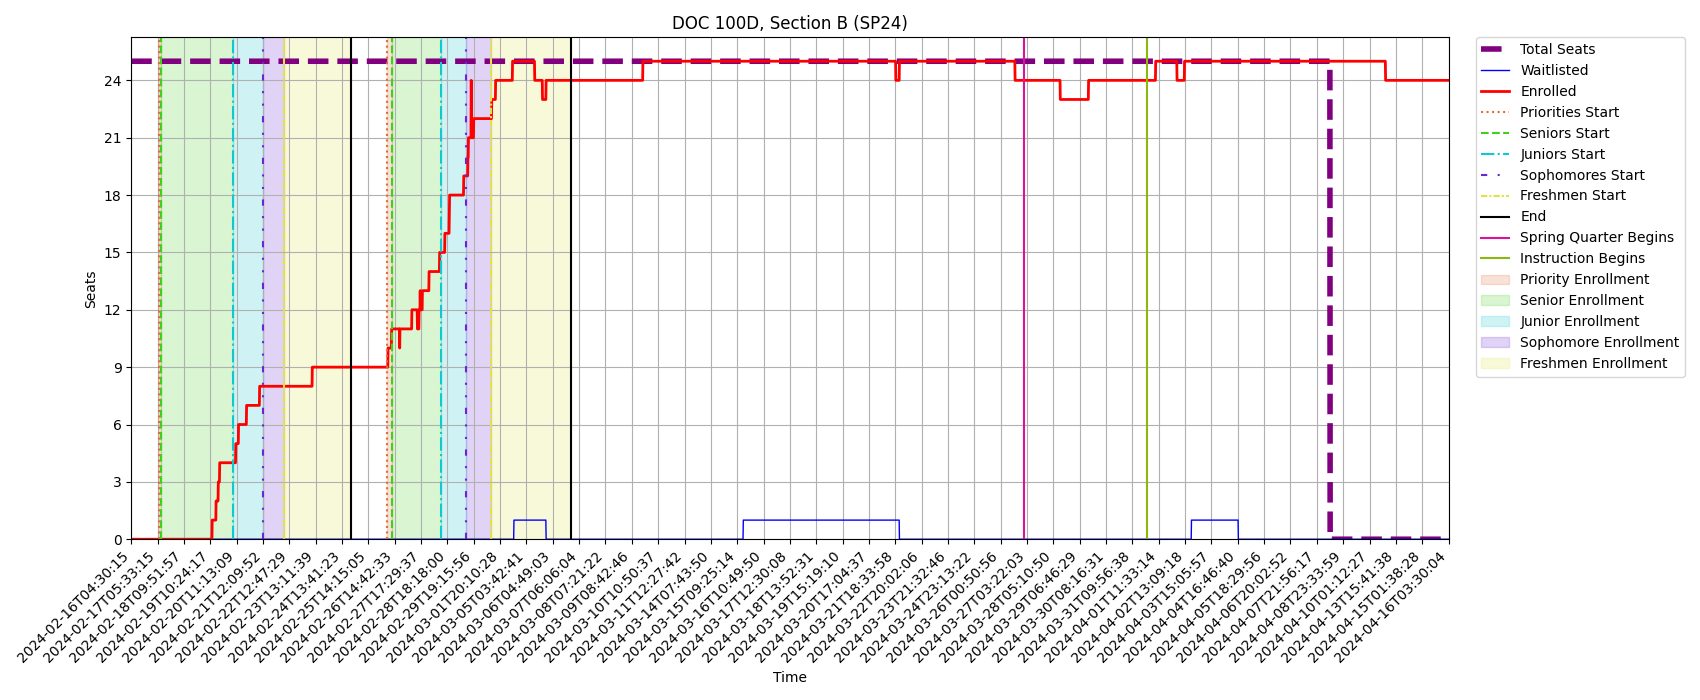 DOC 100D, Section B (SP24)
Seats
24
21
18
15
12
9
6
3
0
2024-02-16T04:30:15
2024-02-17T05:33:15
2024-02-18T09:51:57
2024-02-19T10:24:17
2024-02-20T11:13:09
2024-02-21T12:09:52
2024-02-22T12:47:29
2024-02-23T13:11:39
2024-02-24T13:41:23
2024-02-25T14:15:05
2024-02-26T14:42:33
2024-02-27T17:29:37
2024-02-28T18:18:00
2024-02-29T19:15:56
2024-03-01T20:10:28
2024-03-05T03:42:41
2024-03-06T04:49:03
2024-03-07T06:06:04
2024-03-08T07:21:22
2024-03-09T08:42:46
2024-03-10T10:50:37
2024-03-11T12:27:42
2024-03-14T07:43:50
2024-03-15T09:25:14
2024-03-16T10:49:50
2024-03-17T12:30:08
2024-03-18T13:52:31
2024-03-19T15:19:10
2024-03-20T17:04:37
2024-03-21T18:33:58
2024-03-22T20:02:06
2024-03-23T21:32:46
2024-03-24T23:13:22
2024-03-26T00:50:56
2024-03-27T03:22:03
2024-03-28T05:10:50
2024-03-29T06:46:29
2024-03-30T08:16:31
2024-03-31T09:56:38
2024-04-01T11:33:14
2024-04-02T13:09:18
2024-04-03T15:05:57
2024-04-04T16:46:40
2024-04-05T18:29:56
2024-04-06T20:02:52
2024-04-07T21:56:17
2024-04-08T23:33:59
2024-04-10T01:12:27
2024-04-13T15:41:38
2024-04-15T01:38:28
2024-04-16T03:30:04
Time
Total Seats
Waitlisted
Enrolled
Priorities Start
Seniors Start
Juniors Start
Sophomores Start
Freshmen Start
End
Spring Quarter Begins
Instruction Begins
Priority Enrollment
Senior Enrollment
Junior Enrollment
Sophomore Enrollment
Freshmen Enrollment